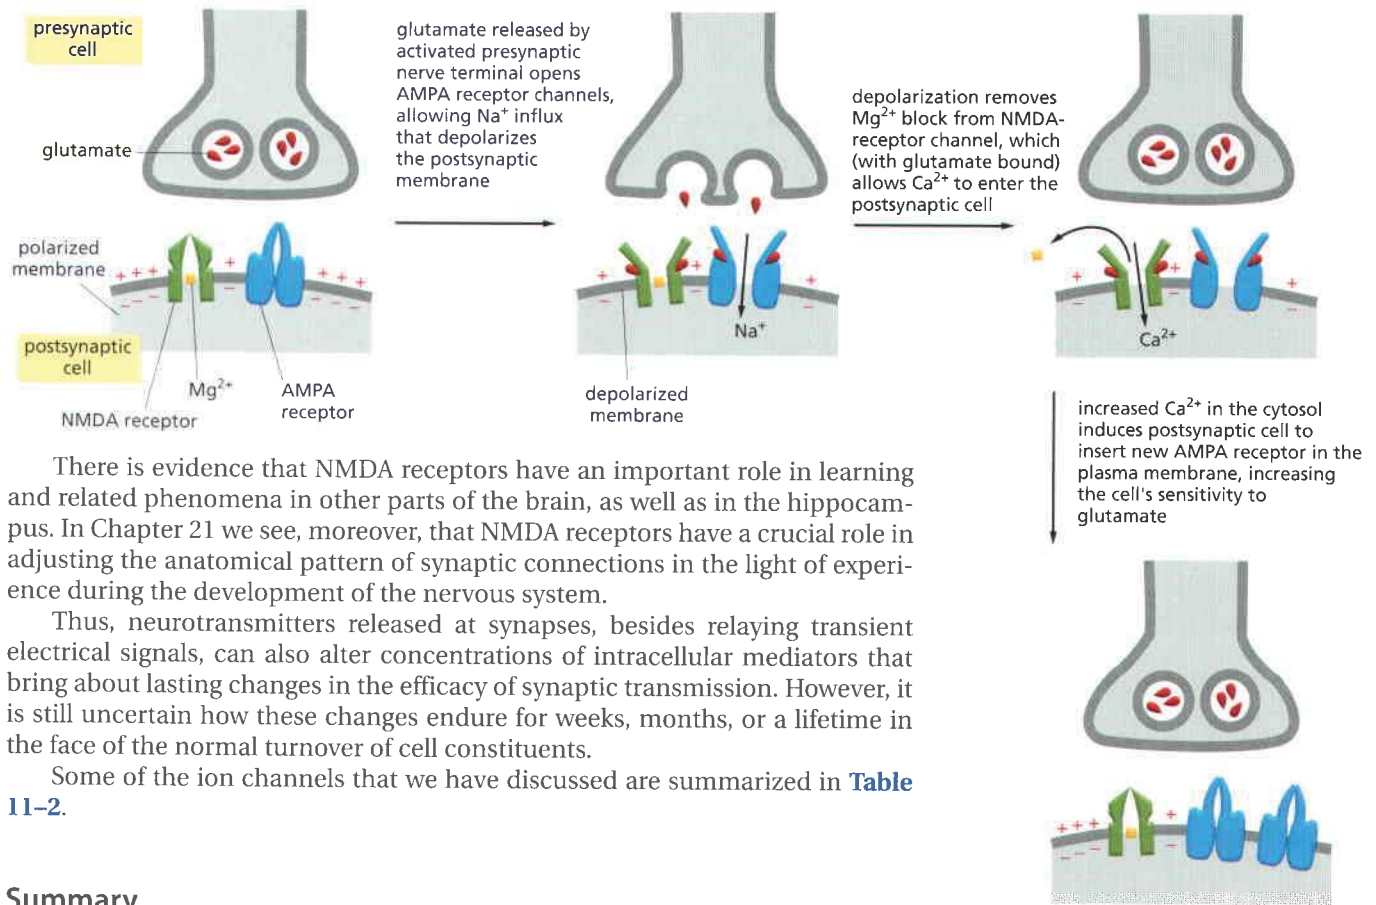 presynaptic
cell
glutamate
polarized
membrane
postsynaptic
cell
Mg²⁺
NMDA receptor
AMPA
receptor
glutamate released by
activated presynaptic
nerve terminal opens
AMPA receptor channels,
allowing Na⁺ influx
that depolarizes
the postsynaptic
membrane
Na⁺
depolarized
membrane
depolarization removes
Mg²⁺ block from NMDA-
receptor channel, which
(with glutamate bound)
allows Ca²⁺ to enter the
postsynaptic cell
Ca²⁺
increased Ca²⁺ in the cytosol
induces postsynaptic cell to
insert new AMPA receptor in the
plasma membrane, increasing
the cell's sensitivity to
glutamate
There is evidence that NMDA receptors have an important role in learning
and related phenomena in other parts of the brain, as well as in the hippocam-
pus. In Chapter 21 we see, moreover, that NMDA receptors have a crucial role in
adjusting the anatomical pattern of synaptic connections in the light of experi-
ence during the development of the nervous system.
Thus, neurotransmitters released at synapses, besides relaying transient
electrical signals, can also alter concentrations of intracellular mediators that
bring about lasting changes in the efficacy of synaptic transmission. However, it
is still uncertain how these changes endure for weeks, months, or a lifetime in
the face of the normal turnover of cell constituents.
Some of the ion channels that we have discussed are summarized in Table
11–2.
Summary